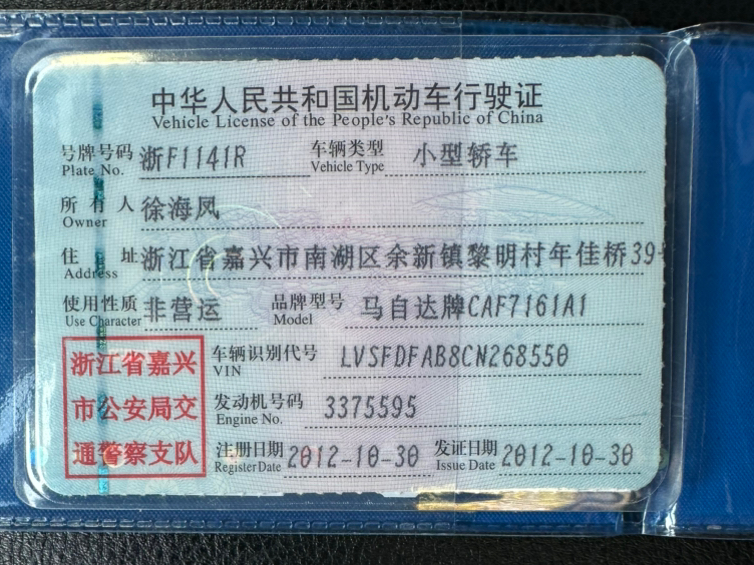 中华人民共和国机动车行驶证
Vehicle License of the People's Republic of China
号牌号码 浙F1141R 车辆类型 小型轿车
Plate No. Vehicle Type
所有人 徐海凤
Owner
住址 浙江省嘉兴市南湖区余新镇黎明村年佳桥39
Address
使用性质 非营运 品牌型号 马自达牌CAF7161A1
Use Character Model
浙江省嘉兴 车辆识别代号 LVSFDFAB8CN268550
VIN
市公安局交 发动机号码 3375595
Engine No.
通警察支队 注册日期 2012-10-30 发证日期 2012-10-30
Register Date Issue Date